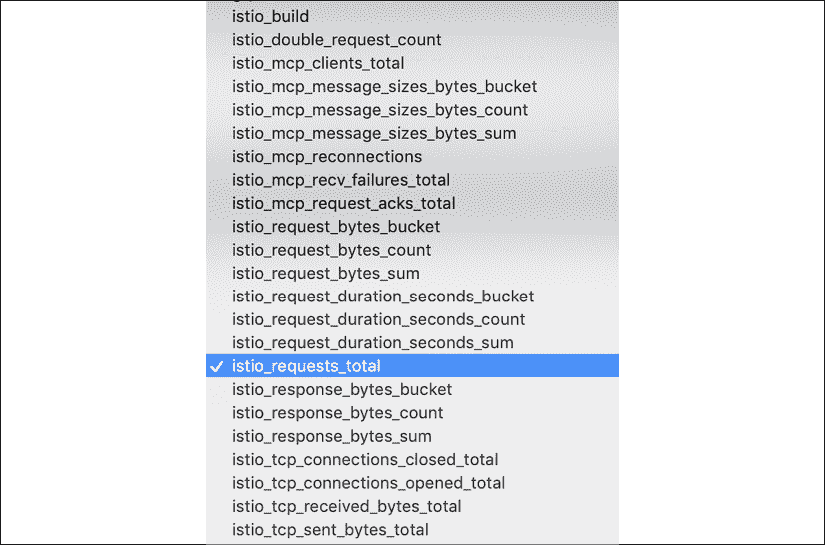 istio_build
istio_double_request_count
istio_mcp_clients_total
istio_mcp_message_sizes_bytes_bucket
istio_mcp_message_sizes_bytes_count
istio_mcp_message_sizes_bytes_sum
istio_mcp_reconnections
istio_mcp_recv_failures_total
istio_mcp_request_acks_total
istio_request_bytes_bucket
istio_request_bytes_count
istio_request_bytes_sum
istio_request_duration_seconds_bucket
istio_request_duration_seconds_count
istio_request_duration_seconds_sum
✓ istio_requests_total
istio_response_bytes_bucket
istio_response_bytes_count
istio_response_bytes_sum
istio_tcp_connections_closed_total
istio_tcp_connections_opened_total
istio_tcp_received_bytes_total
istio_tcp_sent_bytes_total